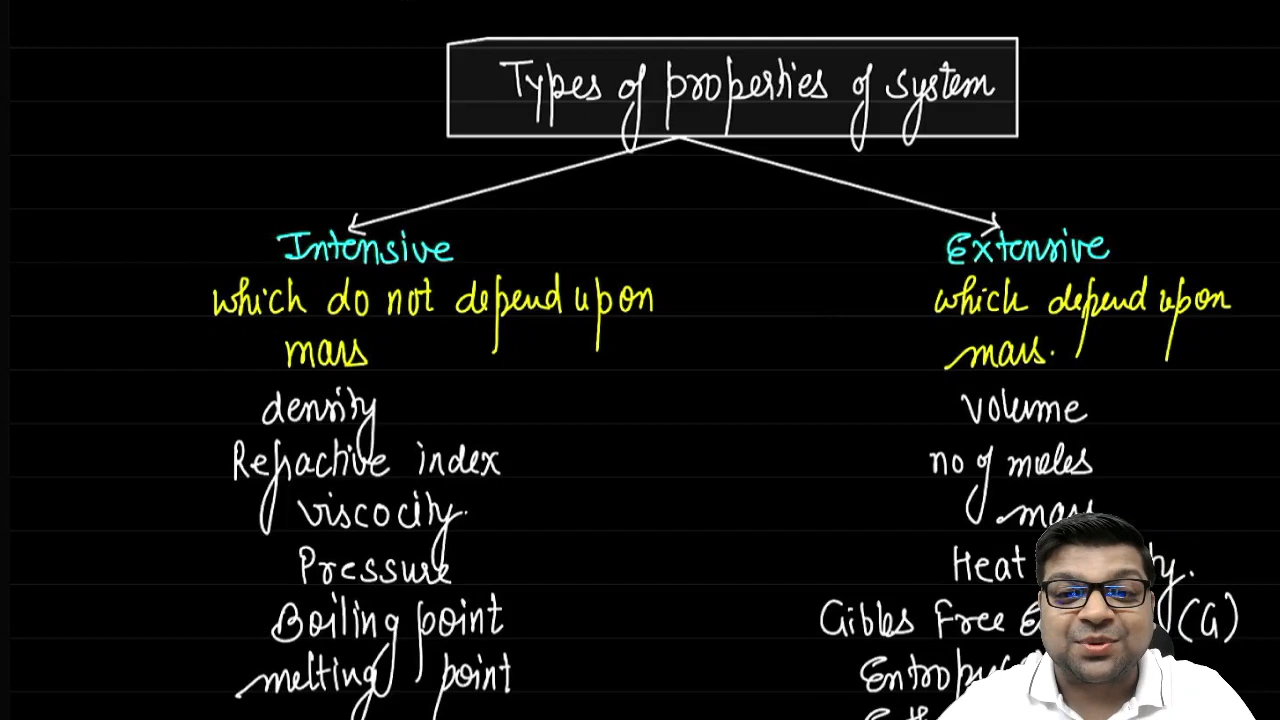 Types of properties of system
Intensive
which do not depend upon
mass
density
Refractive index
viscocity.
Pressure
Boiling point
melting point
Extensive
which depend upon
mass.
volume
no of moles
mass
Heat
Gibbs Free (G)